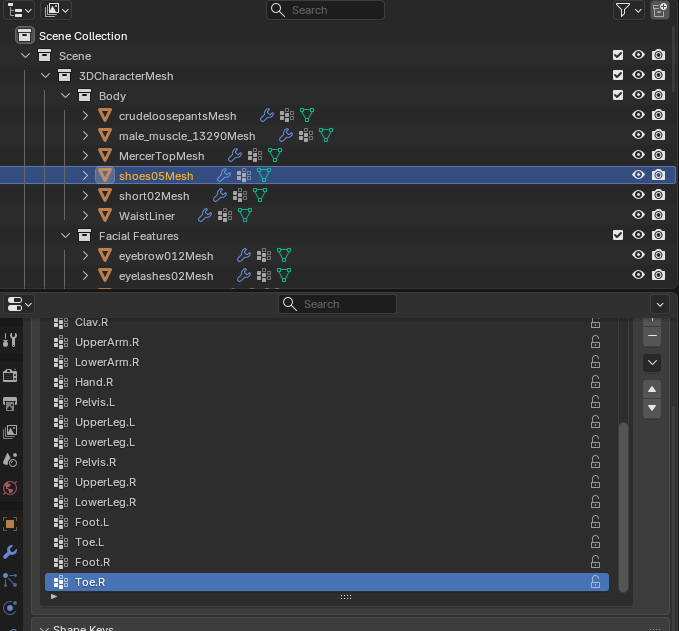 Search
Scene Collection
Scene
3DCharacterMesh
Body
crudeloosepantsMesh
male_muscle_13290Mesh
MercerTopMesh
shoes05Mesh
short02Mesh
WaistLiner
Facial Features
eyebrow012Mesh
eyelashes02Mesh
Search
Clav.R
UpperArm.R
LowerArm.R
Hand.R
Pelvis.L
UpperLeg.L
LowerLeg.L
Pelvis.R
UpperLeg.R
LowerLeg.R
Foot.L
Toe.L
Foot.R
Toe.R
Shape Keys